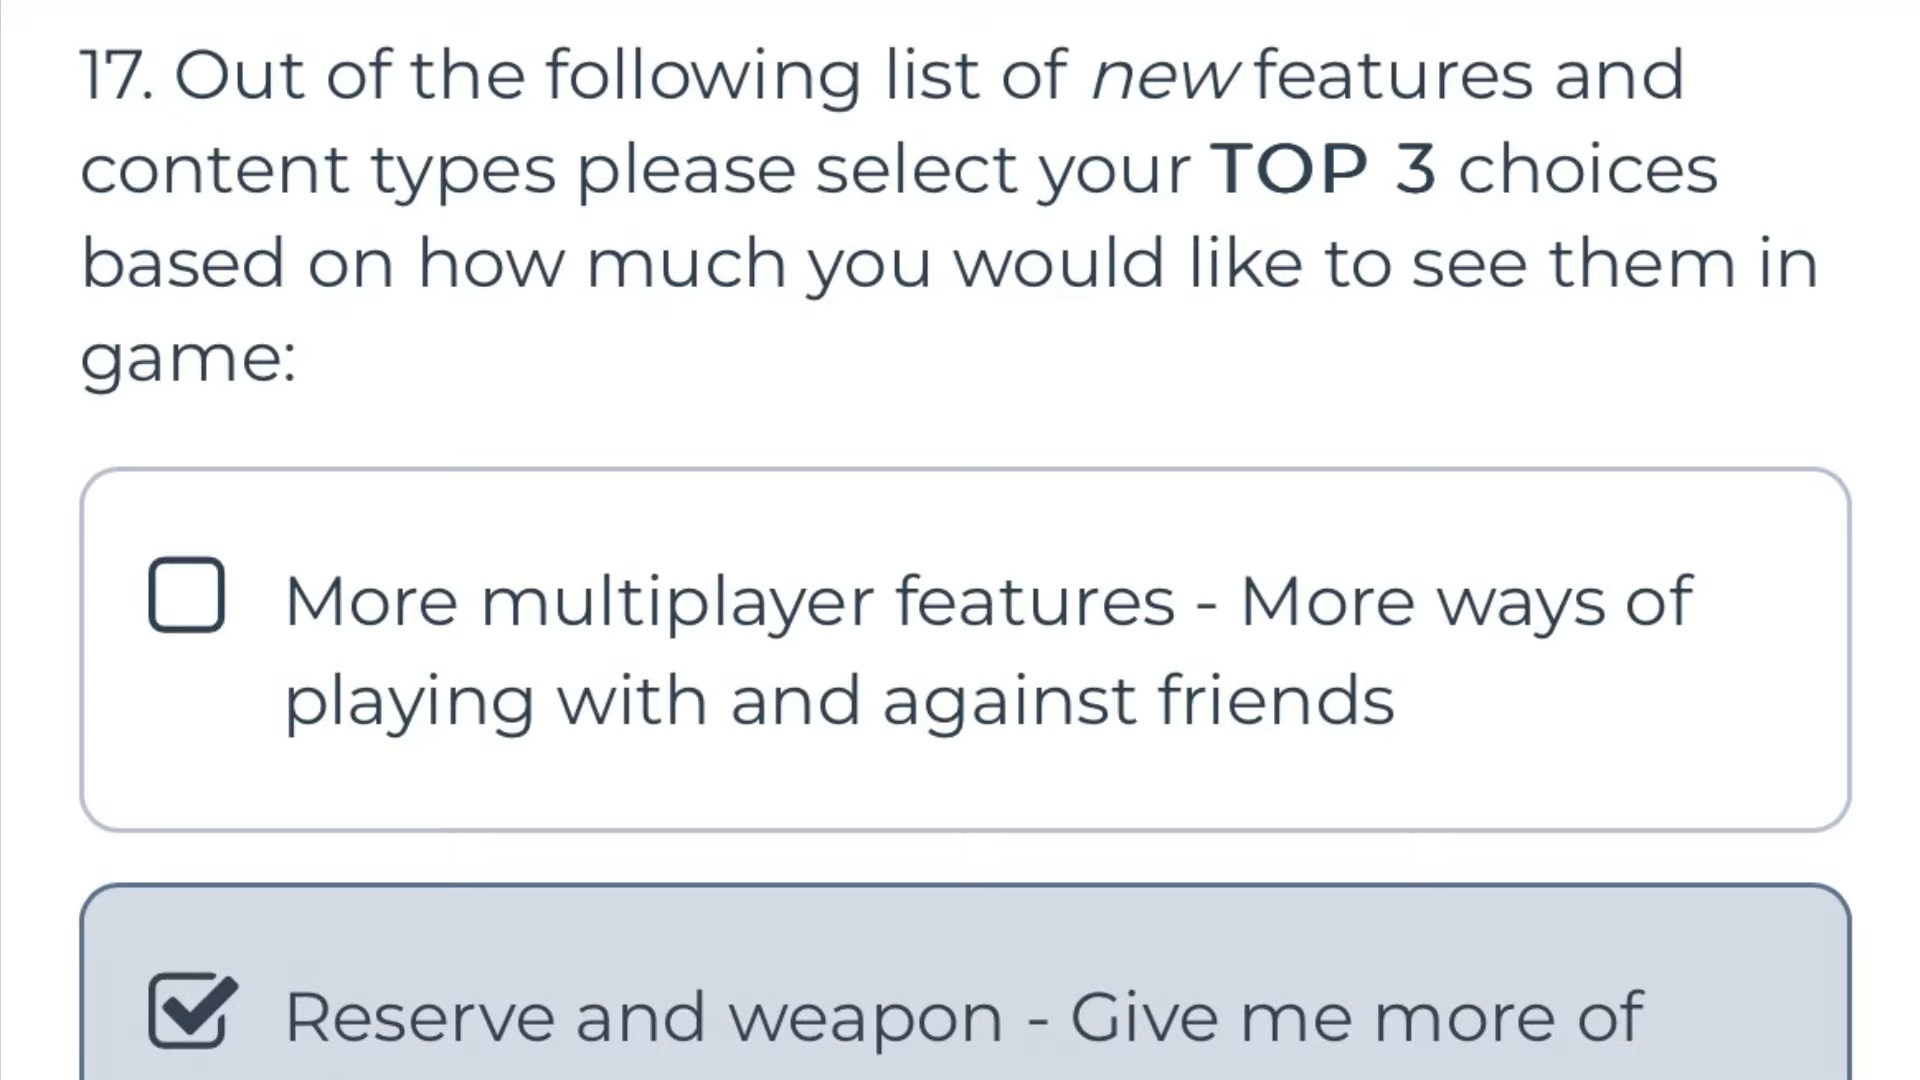 17. Out of the following list of new features and
content types please select your TOP 3 choices
based on how much you would like to see them in
game:
More multiplayer features - More ways of
playing with and against friends
Reserve and weapon - Give me more of